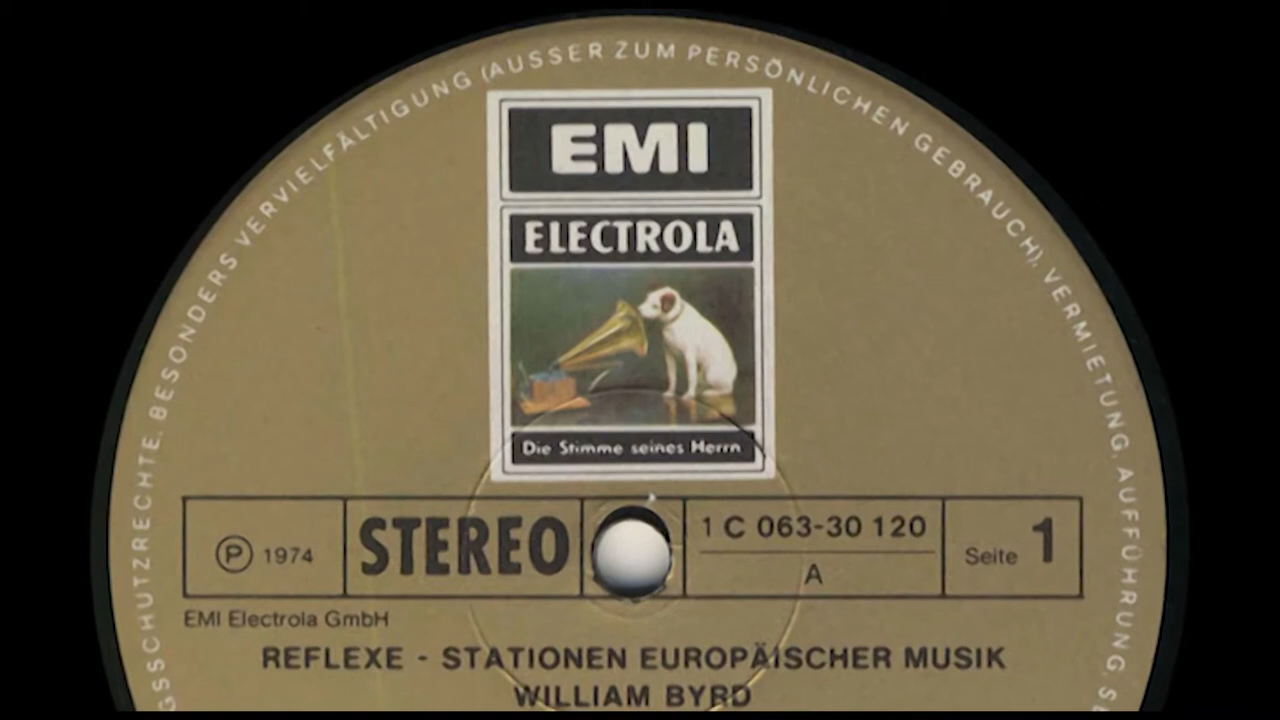 GSSCHUTZRECHTE, BESONDERS VERVIELFÄLTIGUNG (AUSSER ZUM PERSÖNLICHEN GEBRAUCH), VERMIETUNG, AUFFÜHRUNG, SE
EMI
ELECTROLA
Die Stimme seines Herrn
Ⓟ 1974
STEREO
1 C 063-30 120
A
Seite 1
EMI Electrola GmbH
REFLEXE - STATIONEN EUROPÄISCHER MUSIK
WILLIAM BYRD